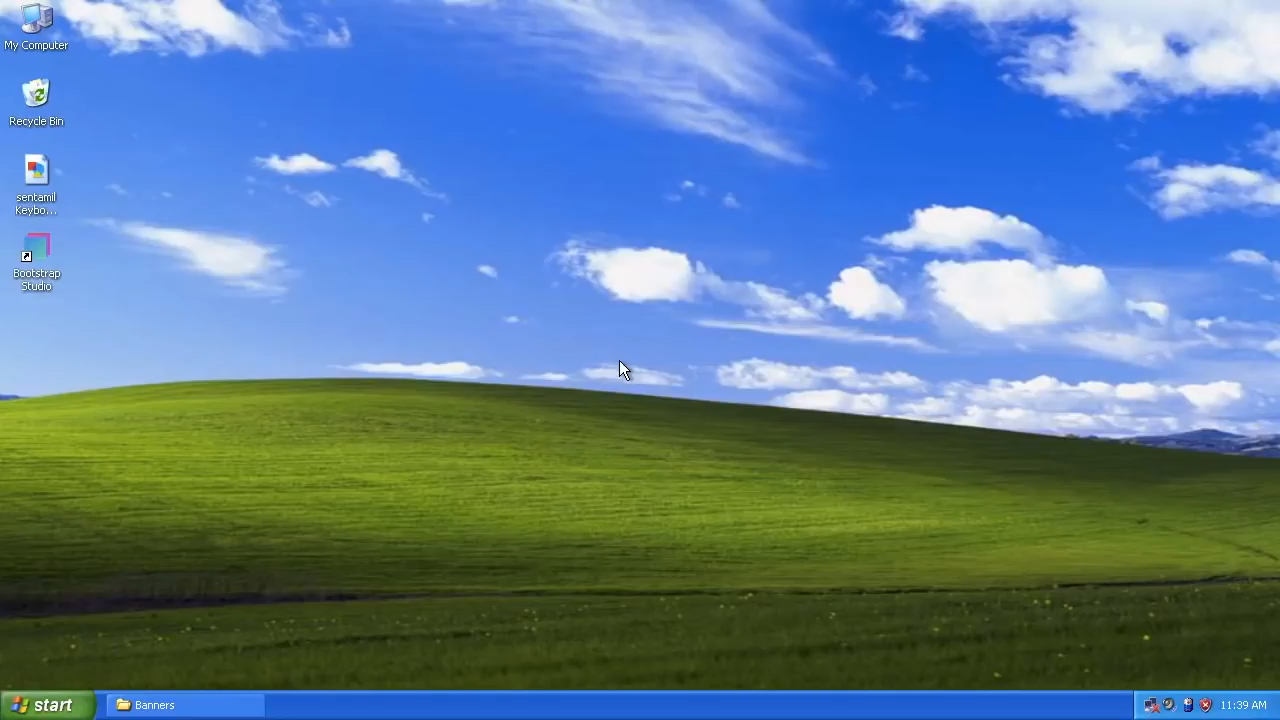 My Computer
Recycle Bin
sentamil
Keybo...
Bootstrap
Studio
start
Banners
11:39 AM